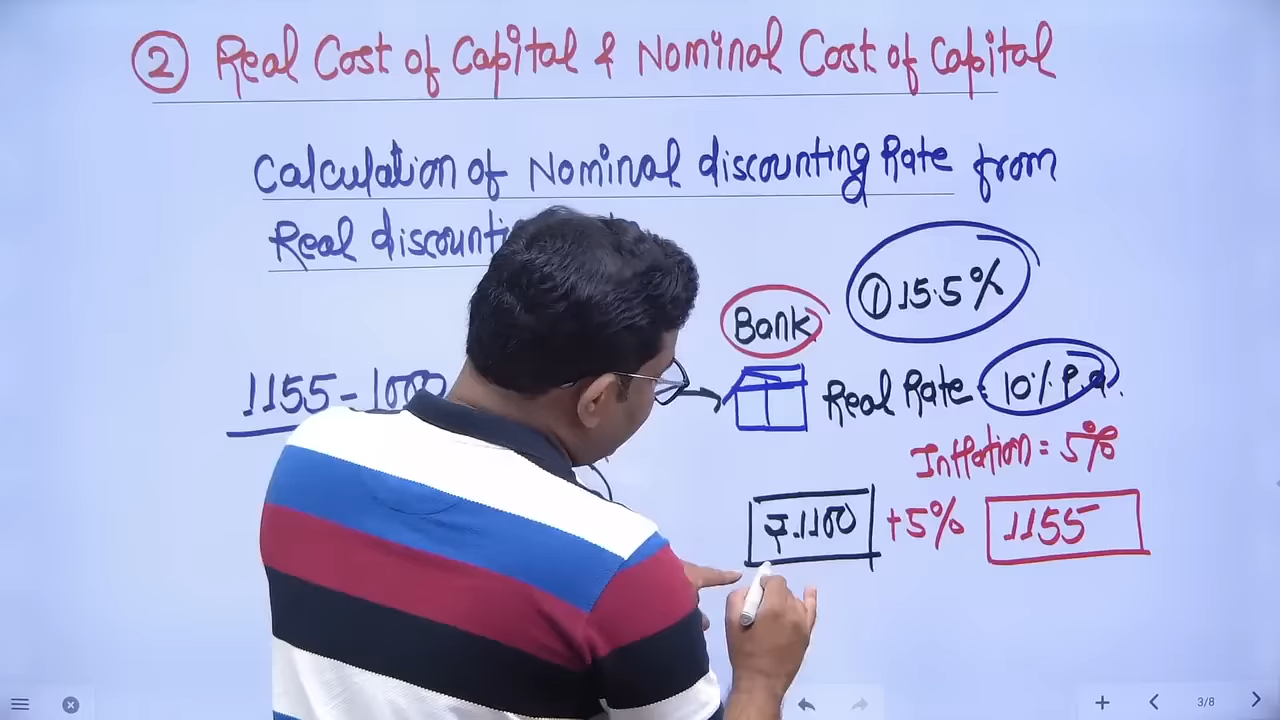 ② Real Cost of Capital & Nominal Cost of Capital
Calculation of Nominal discounting Rate from
Real
① 15.5%
Bank
1155 - 1000
Real Rate = 10% P.a.
Inflation = 5%
₹.1100 +5% 1155
3/8